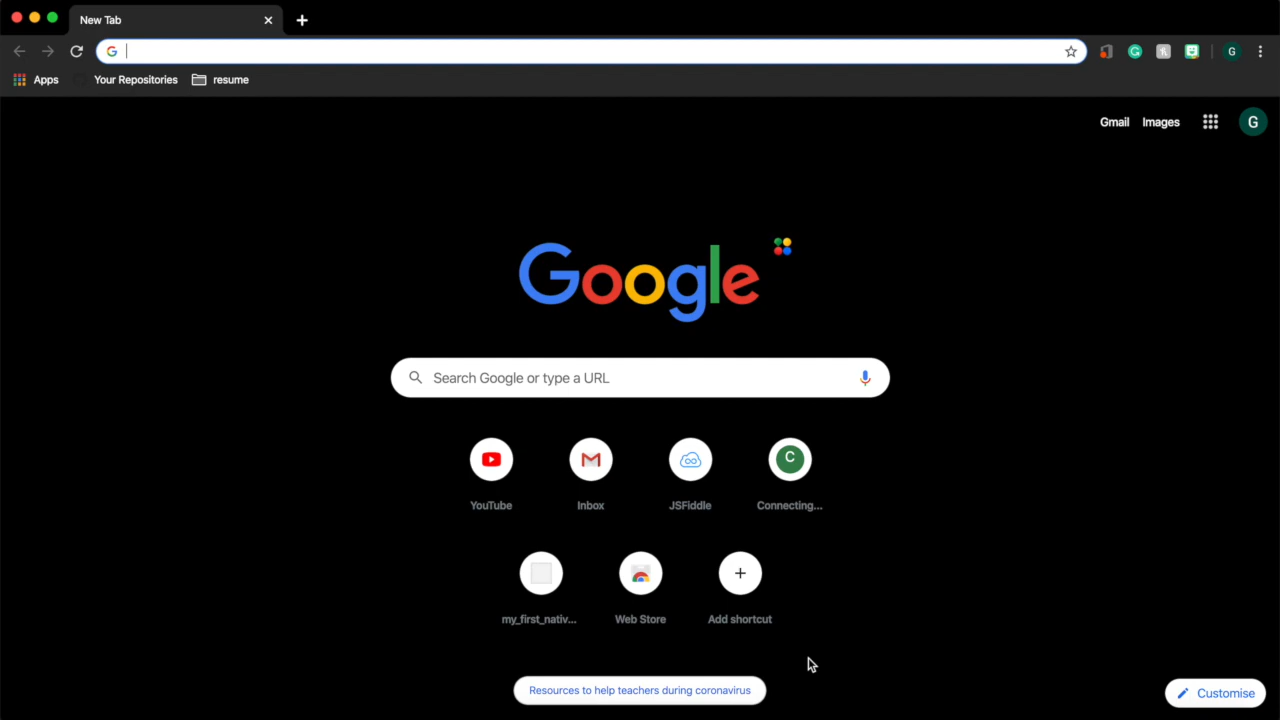 New Tab
G
Apps
Your Repositories
resume
Gmail
Images
G
Google
Search Google or type a URL
C
YouTube
Inbox
JSFiddle
Connecting...
my_first_nativ...
Web Store
Add shortcut
Resources to help teachers during coronavirus
Customise